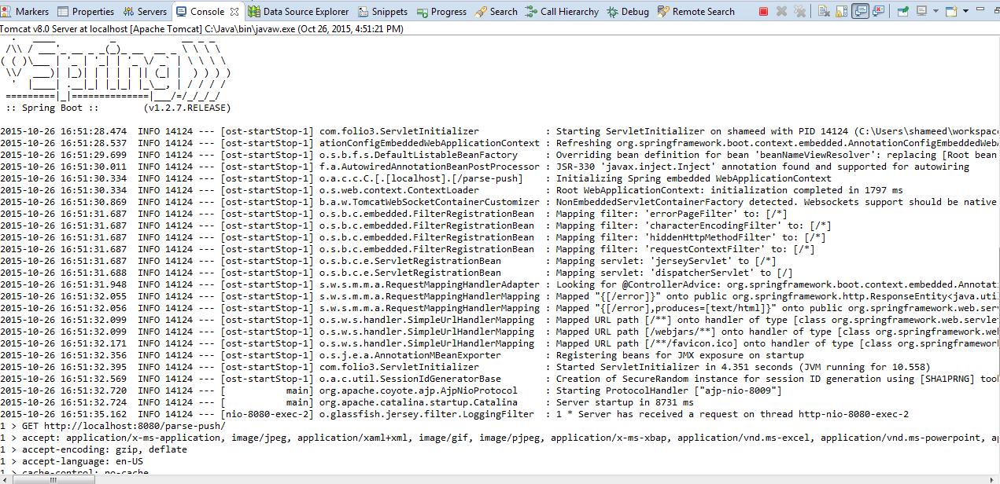 Markers Properties Servers Console Data Source Explorer Snippets Progress Search Call Hierarchy Debug Remote Search
Tomcat v8.0 Server at localhost [Apache Tomcat] C:\Java\bin\javaw.exe (Oct 26, 2015, 4:51:21 PM)
  .   ____          _            __ _ _
 /\\ / ___'_ __ _ _(_)_ __  __ _ \ \ \ \
( ( )\___ | '_ | '_| | '_ \/ _` | \ \ \ \
 \\/  ___)| |_)| | | | | || (_| |  ) ) ) )
  '  |____| .__|_| |_|_| |_\__, | / / / /
 =========|_|==============|___/=/_/_/_/
 :: Spring Boot ::        (v1.2.7.RELEASE)
2015-10-26 16:51:28.474  INFO 14124 --- [ost-startStop-1] com.folio3.ServletInitializer            : Starting ServletInitializer on shameed with PID 14124 (C:\Users\shameed\workspac
2015-10-26 16:51:28.537  INFO 14124 --- [ost-startStop-1] ationConfigEmbeddedWebApplicationContext : Refreshing org.springframework.boot.context.embedded.AnnotationConfigEmbeddedWeb
2015-10-26 16:51:29.699  INFO 14124 --- [ost-startStop-1] o.s.b.f.s.DefaultListableBeanFactory     : Overriding bean definition for bean 'beanNameViewResolver': replacing [Root bean
2015-10-26 16:51:30.011  INFO 14124 --- [ost-startStop-1] f.a.AutowiredAnnotationBeanPostProcessor : JSR-330 'javax.inject.Inject' annotation found and supported for autowiring
2015-10-26 16:51:30.334  INFO 14124 --- [ost-startStop-1] o.a.c.c.C.[.[localhost].[/parse-push]    : Initializing Spring embedded WebApplicationContext
2015-10-26 16:51:30.334  INFO 14124 --- [ost-startStop-1] o.s.web.context.ContextLoader            : Root WebApplicationContext: initialization completed in 1797 ms
2015-10-26 16:51:30.869  INFO 14124 --- [ost-startStop-1] b.a.w.TomcatWebSocketContainerCustomizer : NonEmbeddedServletContainerFactory detected. Websockets support should be native
2015-10-26 16:51:31.687  INFO 14124 --- [ost-startStop-1] o.s.b.c.embedded.FilterRegistrationBean  : Mapping filter: 'errorPageFilter' to: [/*]
2015-10-26 16:51:31.687  INFO 14124 --- [ost-startStop-1] o.s.b.c.embedded.FilterRegistrationBean  : Mapping filter: 'characterEncodingFilter' to: [/*]
2015-10-26 16:51:31.687  INFO 14124 --- [ost-startStop-1] o.s.b.c.embedded.FilterRegistrationBean  : Mapping filter: 'hiddenHttpMethodFilter' to: [/*]
2015-10-26 16:51:31.687  INFO 14124 --- [ost-startStop-1] o.s.b.c.embedded.FilterRegistrationBean  : Mapping filter: 'requestContextFilter' to: [/*]
2015-10-26 16:51:31.687  INFO 14124 --- [ost-startStop-1] o.s.b.c.e.ServletRegistrationBean        : Mapping servlet: 'jerseyServlet' to [/*]
2015-10-26 16:51:31.688  INFO 14124 --- [ost-startStop-1] o.s.b.c.e.ServletRegistrationBean        : Mapping servlet: 'dispatcherServlet' to [/]
2015-10-26 16:51:31.948  INFO 14124 --- [ost-startStop-1] s.w.s.m.m.a.RequestMappingHandlerAdapter : Looking for @ControllerAdvice: org.springframework.boot.context.embedded.Annotat
2015-10-26 16:51:32.055  INFO 14124 --- [ost-startStop-1] s.w.s.m.m.a.RequestMappingHandlerMapping : Mapped "{[/error]}" onto public org.springframework.http.ResponseEntity<java.uti
2015-10-26 16:51:32.056  INFO 14124 --- [ost-startStop-1] s.w.s.m.m.a.RequestMappingHandlerMapping : Mapped "{[/error],produces=[text/html]}" onto public org.springframework.web.ser
2015-10-26 16:51:32.099  INFO 14124 --- [ost-startStop-1] o.s.w.s.handler.SimpleUrlHandlerMapping  : Mapped URL path [/**] onto handler of type [class org.springframework.web.servle
2015-10-26 16:51:32.099  INFO 14124 --- [ost-startStop-1] o.s.w.s.handler.SimpleUrlHandlerMapping  : Mapped URL path [/webjars/**] onto handler of type [class org.springframework.we
2015-10-26 16:51:32.171  INFO 14124 --- [ost-startStop-1] o.s.w.s.handler.SimpleUrlHandlerMapping  : Mapped URL path [/**/favicon.ico] onto handler of type [class org.springframework
2015-10-26 16:51:32.356  INFO 14124 --- [ost-startStop-1] o.s.j.e.a.AnnotationMBeanExporter        : Registering beans for JMX exposure on startup
2015-10-26 16:51:32.395  INFO 14124 --- [ost-startStop-1] com.folio3.ServletInitializer            : Started ServletInitializer in 4.351 seconds (JVM running for 10.558)
2015-10-26 16:51:32.569  INFO 14124 --- [ost-startStop-1] o.a.c.util.SessionIdGeneratorBase        : Creation of SecureRandom instance for session ID generation using [SHA1PRNG] took
2015-10-26 16:51:32.720  INFO 14124 --- [           main] org.apache.coyote.ajp.AjpNioProtocol     : Starting ProtocolHandler ["ajp-nio-8009"]
2015-10-26 16:51:32.724  INFO 14124 --- [           main] org.apache.catalina.startup.Catalina     : Server startup in 8731 ms
2015-10-26 16:51:35.162  INFO 14124 --- [nio-8080-exec-2] o.glassfish.jersey.filter.LoggingFilter  : 1 * Server has received a request on thread http-nio-8080-exec-2
1 > GET http://localhost:8080/parse-push/
1 > accept: application/x-ms-application, image/jpeg, application/xaml+xml, image/gif, image/pjpeg, application/x-ms-xbap, application/vnd.ms-excel, application/vnd.ms-powerpoint, ap
1 > accept-encoding: gzip, deflate
1 > accept-language: en-US
1 > cache-control: no-cache